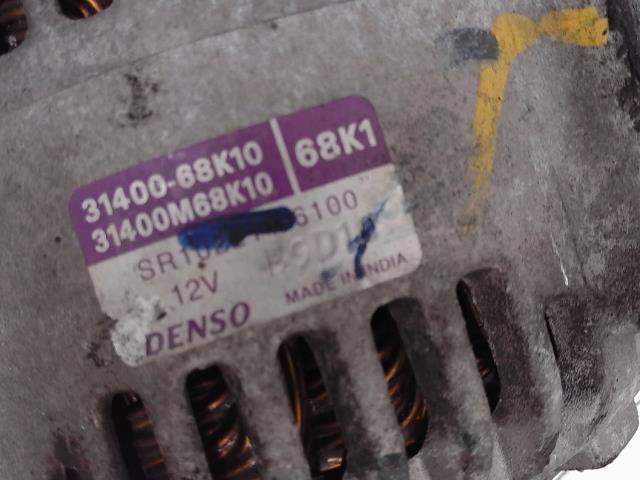 31400-68K10
68K1
31400M68K10
6100
12V
MADE IN INDIA
DENSO